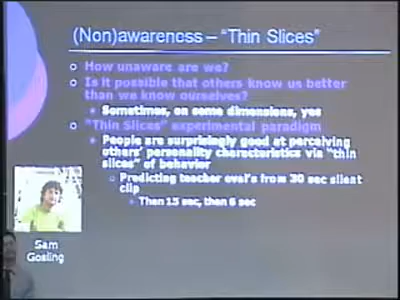 (Non)awareness – "Thin Slices"
How unaware are we?
Is it possible that others know us better
than we know ourselves?
Sometimes, on some dimensions, yes
"Thin Slices" experimental paradigm
People are surprisingly good at perceiving
others' personality characteristics via "thin
slices" of behavior
Predicting teacher eval's from 30 sec silent
clip
Then 15 sec, then 6 sec
Sam
Gosling